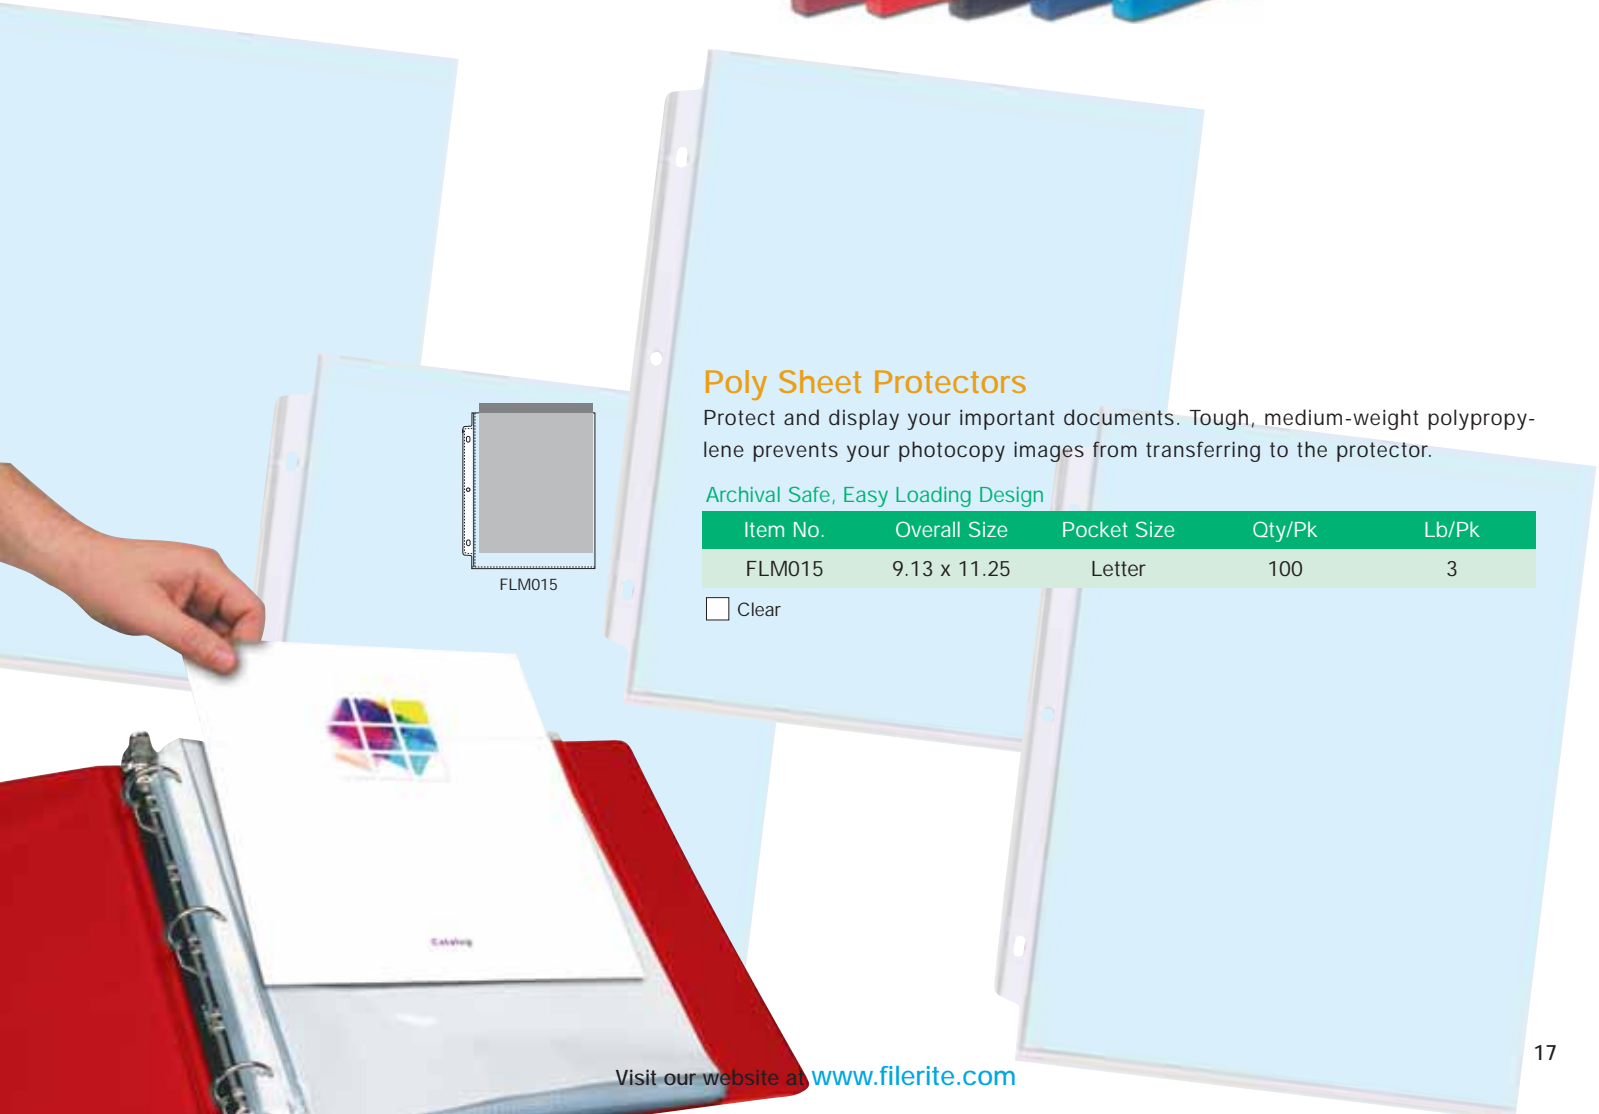 Poly Sheet Protectors
Protect and display your important documents. Tough, medium-weight polypropy-
lene prevents your photocopy images from transferring to the protector.
Archival Safe, Easy Loading Design
Item No. Overall Size Pocket Size Qty/Pk Lb/Pk
FLM015 9.13 x 11.25 Letter 100 3
Clear
FLM015
Catalog
Visit our website at www.filerite.com
17